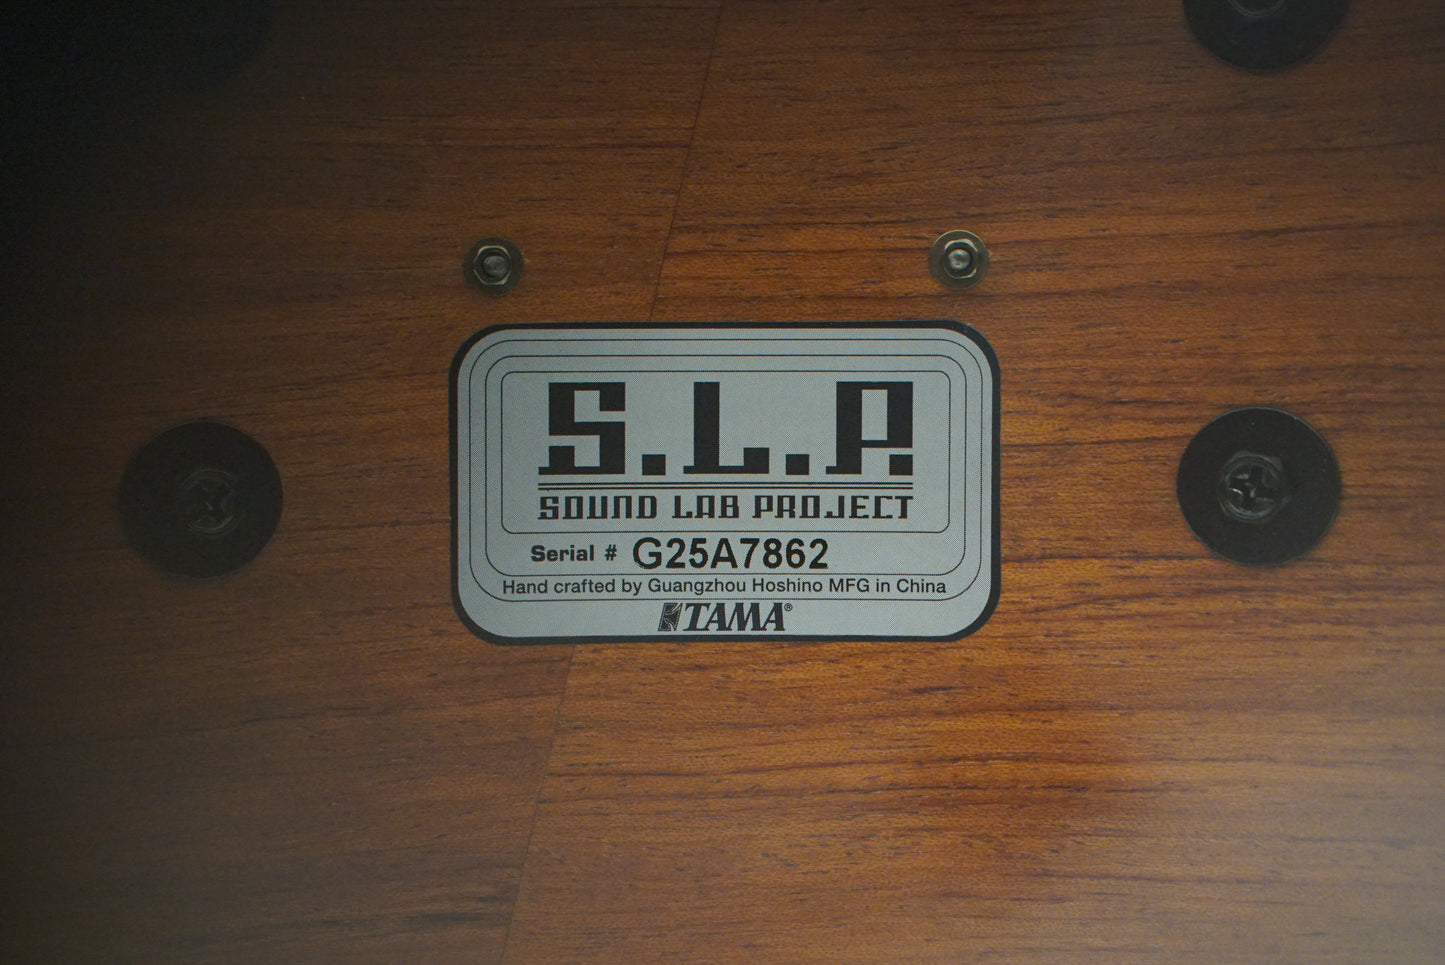 S.L.P.
SOUND LAB PROJECT
Serial # G25A7862
Hand crafted by Guangzhou Hoshino MFG in China
TAMA®